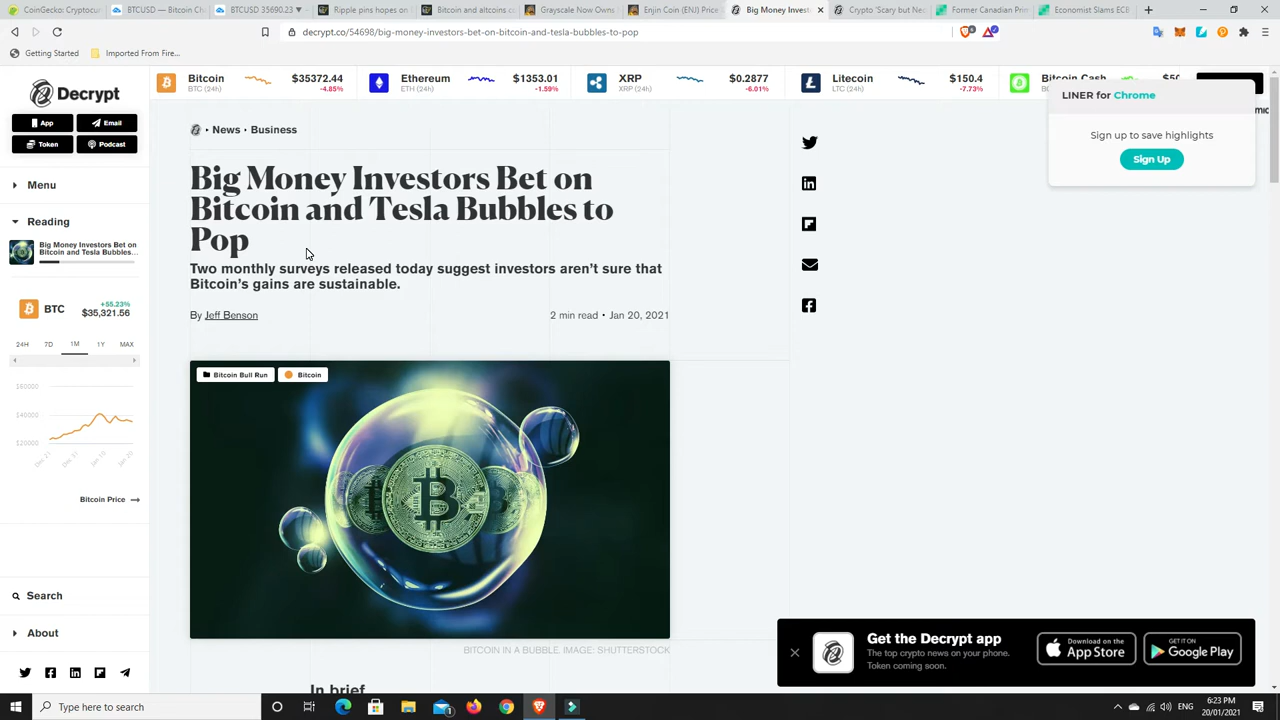 CoinGecko: Cryptocu
BTCUSD — Bitcoin Ch
BTCUSD 35690.23 ▼
Ripple pins hopes on
Bitcoin and altcoins co
Grayscale Now Owns
Enjin Coin (ENJ) Price
Big Money Invest
Crypto 'Scary but Ne
Former Canadian Prim
Economist Slams ECB
decrypt.co/54698/big-money-investors-bet-on-bitcoin-and-tesla-bubbles-to-pop
Getting Started
Imported From Fire...
Decrypt
App
Email
Token
Podcast
Bitcoin
BTC (24h)
$35372.44
-4.85%
Ethereum
ETH (24h)
$1353.01
-1.59%
XRP
XRP (24h)
$0.2877
-6.01%
Litecoin
LTC (24h)
$150.4
-7.73%
Bitcoin Cash
LINER for Chrome
Sign up to save highlights
Sign Up
Menu
Reading
Big Money Investors Bet on
Bitcoin and Tesla Bubbles...
BTC
+55.23%
$35,321.56
24H 7D 1M 1Y MAX
$60000
$40000
$20000
Bitcoin Price →
Search
About
• News • Business
Big Money Investors Bet on
Bitcoin and Tesla Bubbles to
Pop
Two monthly surveys released today suggest investors aren't sure that
Bitcoin's gains are sustainable.
By Jeff Benson
2 min read • Jan 20, 2021
Bitcoin Bull Run
Bitcoin
BITCOIN IN A BUBBLE. IMAGE: SHUTTERSTOCK
In brief
Get the Decrypt app
The top crypto news on your phone.
Token coming soon.
Download on the
App Store
GET IT ON
Google Play
Type here to search
ENG
6:23 PM
20/01/2021